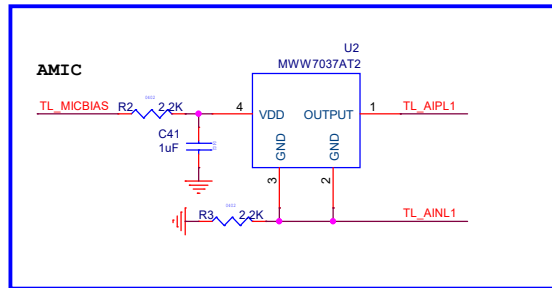 U2
MWW7037AT2
AMIC
TL_MICBIAS
R2 2.2K
4
VDD
OUTPUT
1
TL_AIPL1
C41
1uF
GND
GND
3
2
R3 2.2K
TL_AINL1